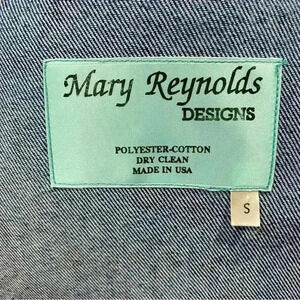 Mary Reynolds
DESIGNS
POLYESTER-COTTON
DRY CLEAN
MADE IN USA
S